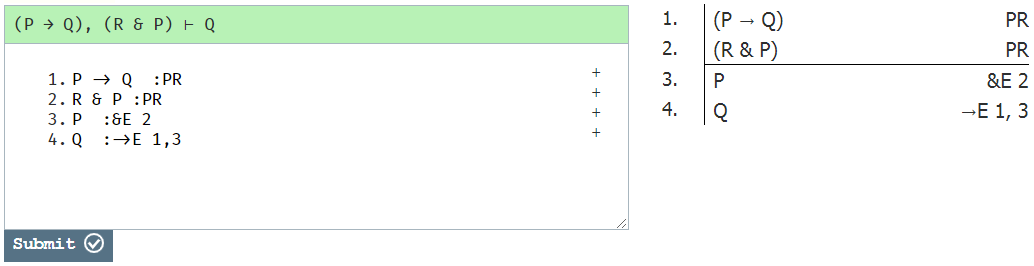 (P → Q), (R & P) ⊢ Q
1. P → Q :PR +
2. R & P :PR +
3. P :&E 2 +
4. Q :→E 1,3 +
Submit
1. (P → Q) PR
2. (R & P) PR
3. P &E 2
4. Q →E 1, 3